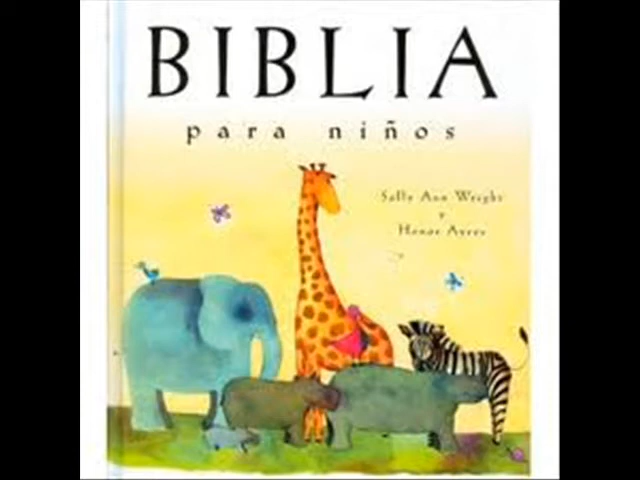 BIBLIA
para niños
Sally Ann Wright
y
Honor Ayres